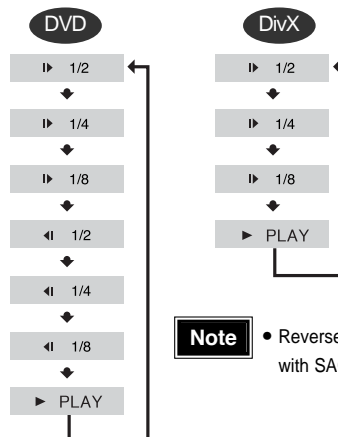 DVD
1/2
1/4
1/8
1/2
1/4
1/8
PLAY
DivX
1/2
1/4
1/8
PLAY
Note
• Reverse
with